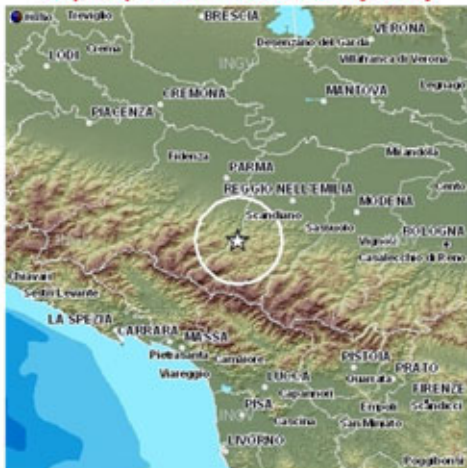 Treviglio
BRESCIA
VERONA
Crema
Desenzano del Garda
LODI
INGV
Villafranca di Verona
Legnago
CREMONA
MANTOVA
PIACENZA
Fidenza
Mirandola
PARMA
Cento
REGGIO NELL'EMILIA
MODENA
Scandiano
Sassuolo
BOLOGNA
Vignola
Casalecchio di Reno
Chiavari
Sestri Levante
LA SPEZIA
CARRARA
MASSA
Pietrasanta
Camaiore
PISTOIA
Viareggio
PRATO
LUCCA
Quarrata
FIRENZE
Capannori
PISA
Empoli
Scandicci
Cascina
San Miniato
LIVORNO
Poggibonsi